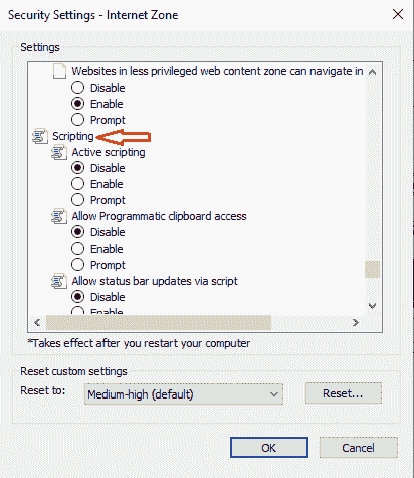 Security Settings - Internet Zone
Settings
Websites in less privileged web content zone can navigate in
Disable
Enable
Prompt
Scripting
Active scripting
Disable
Enable
Prompt
Allow Programmatic clipboard access
Disable
Enable
Prompt
Allow status bar updates via script
Disable
Enable
*Takes effect after you restart your computer
Reset custom settings
Reset to:
Medium-high (default)
Reset...
OK
Cancel